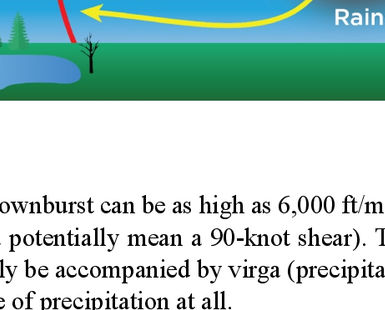 Rain
ownburst can be as high as 6,000 ft/m
potentially mean a 90-knot shear). T
ly be accompanied by virga (precipita
e of precipitation at all.